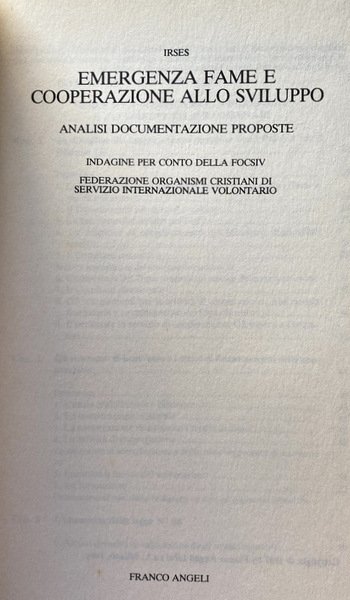 IRSES
EMERGENZA FAME E
COOPERAZIONE ALLO SVILUPPO
ANALISI DOCUMENTAZIONE PROPOSTE
INDAGINE PER CONTO DELLA FOCSIV
FEDERAZIONE ORGANISMI CRISTIANI DI
SERVIZIO INTERNAZIONALE VOLONTARIO
FRANCO ANGELI